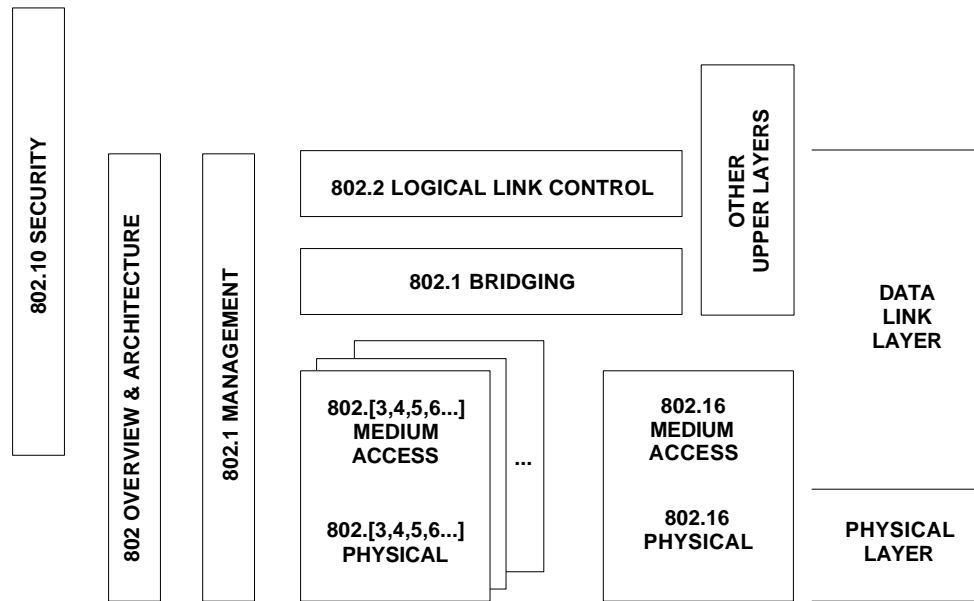 802.10 SECURITY
802 OVERVIEW & ARCHITECTURE
802.1 MANAGEMENT
802.2 LOGICAL LINK CONTROL
802.1 BRIDGING
OTHER
UPPER LAYERS
802.[3,4,5,6...]
MEDIUM
ACCESS
802.[3,4,5,6...]
PHYSICAL
...
802.16
MEDIUM
ACCESS
802.16
PHYSICAL
DATA
LINK
LAYER
PHYSICAL
LAYER